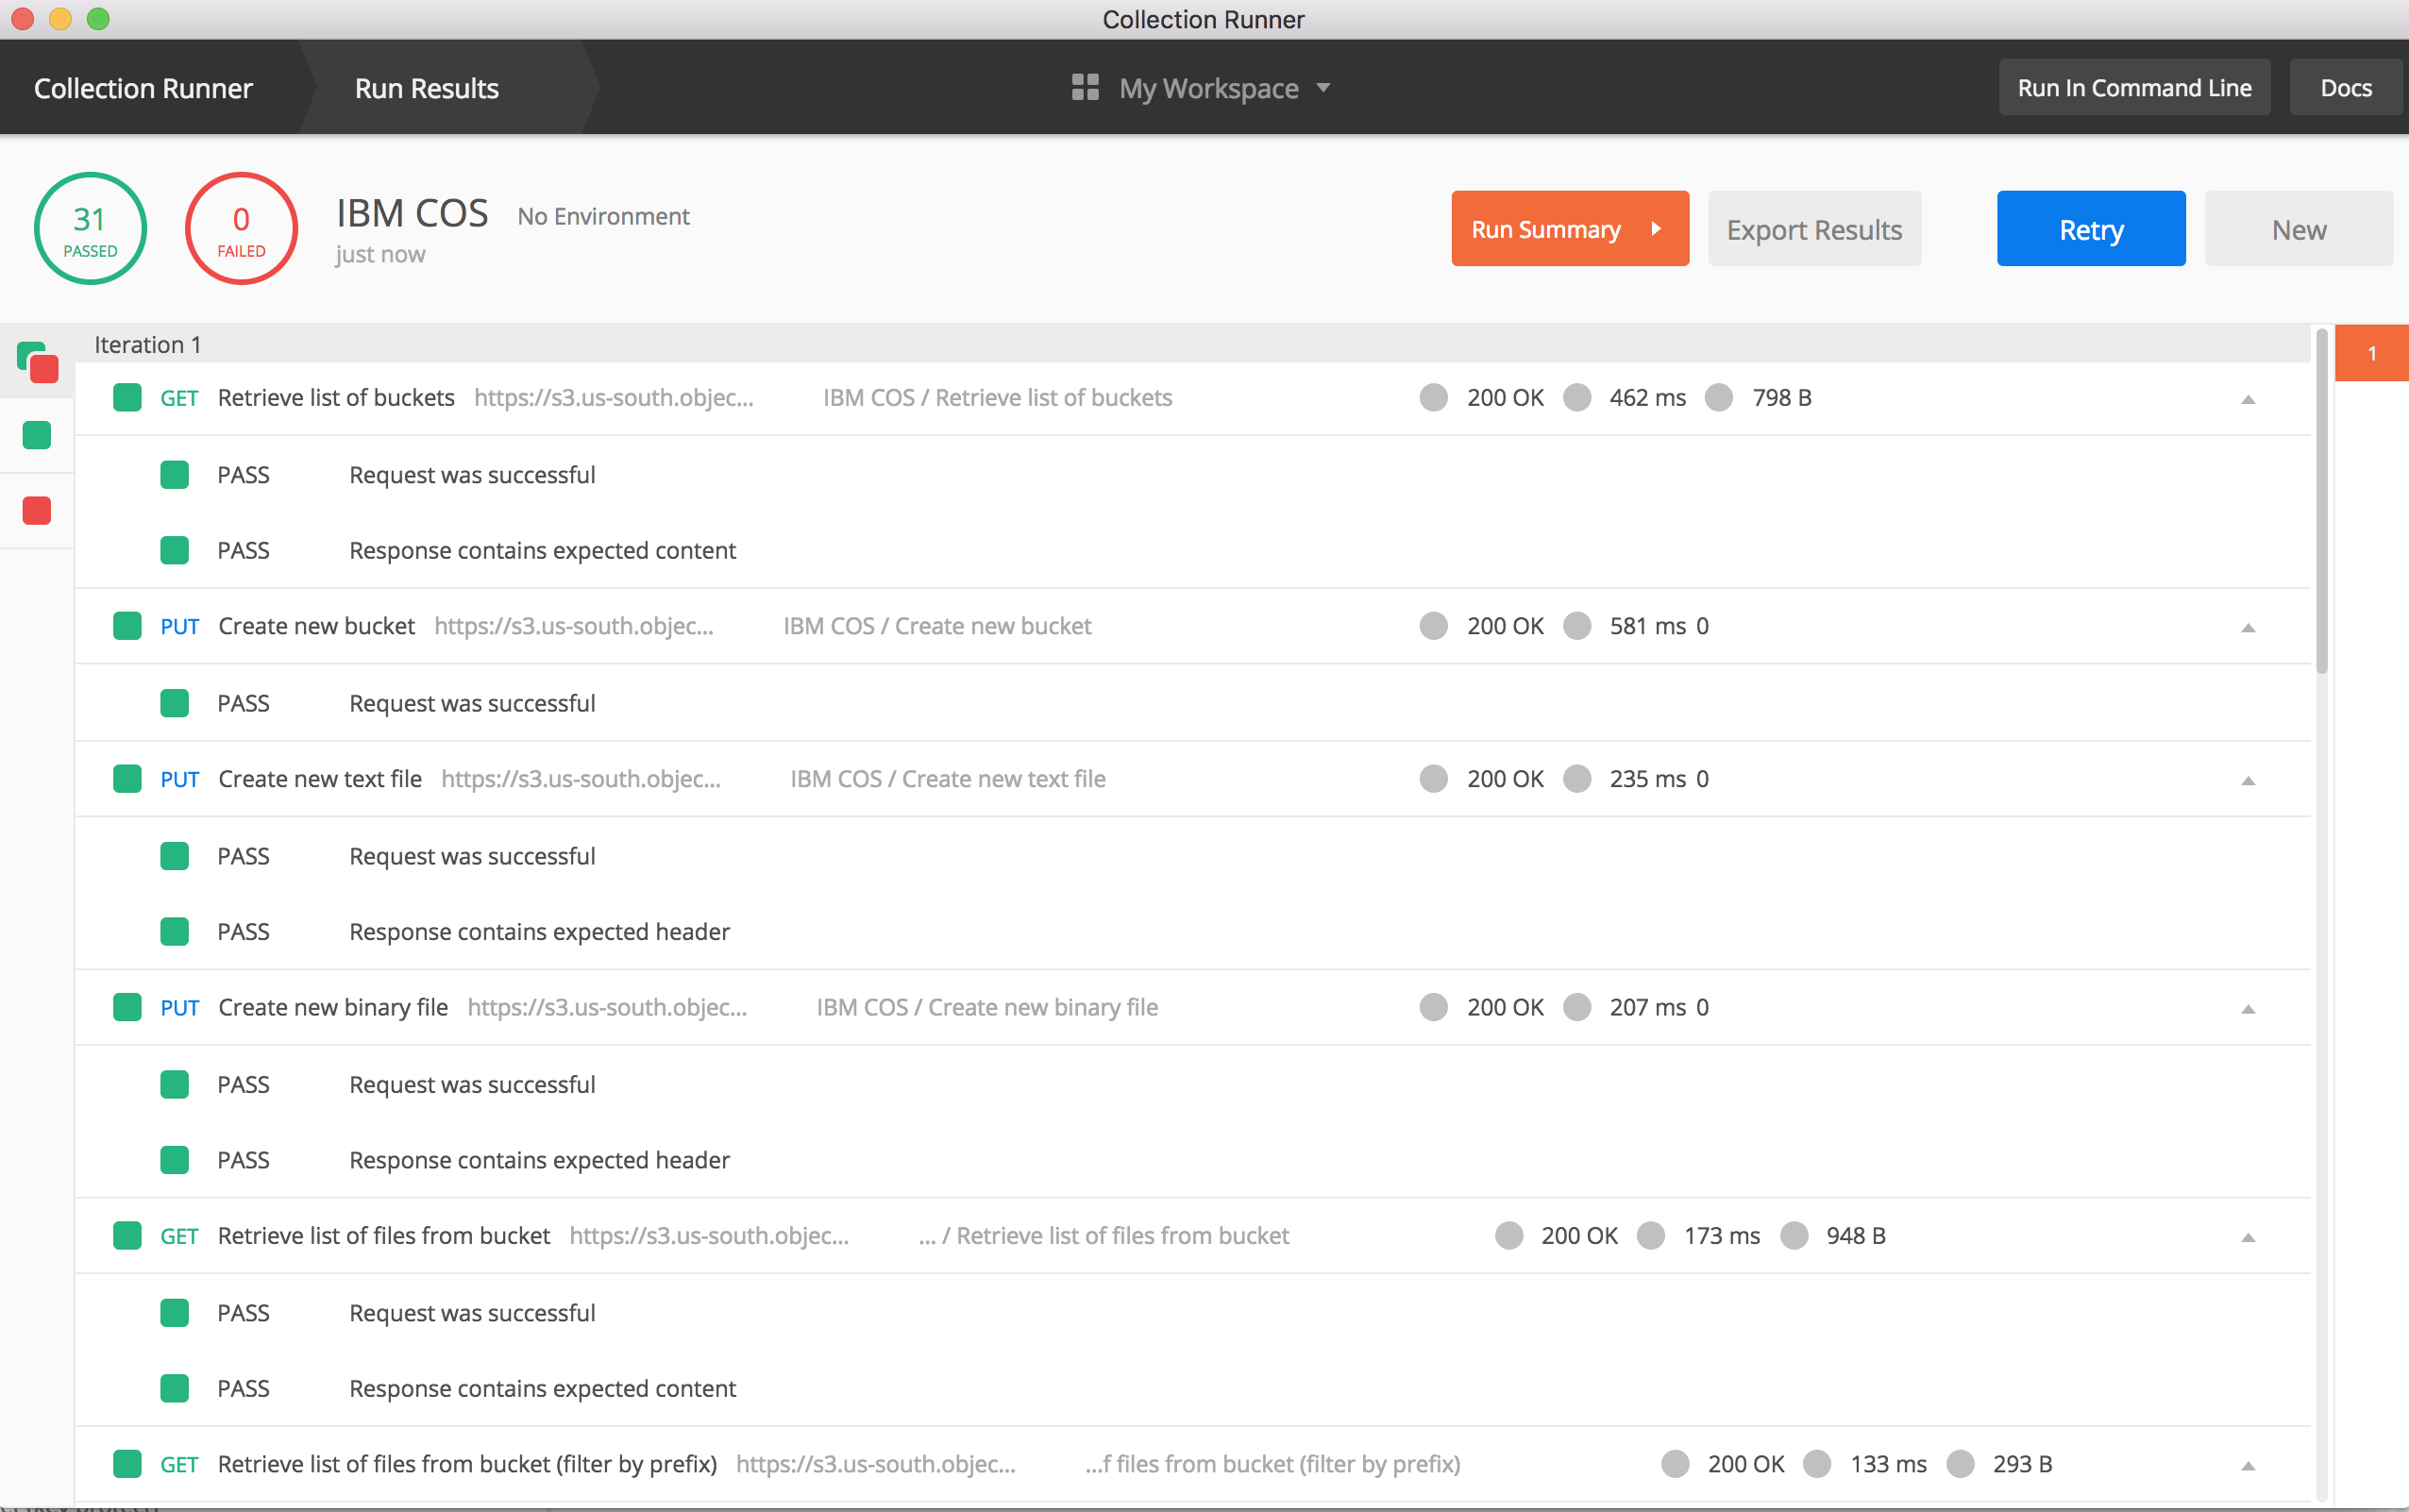 Collection Runner
Collection Runner Run Results My Workspace Run In Command Line Docs
31 PASSED
0 FAILED
IBM COS No Environment
just now
Run Summary Export Results Retry New
Iteration 1
1
GET Retrieve list of buckets https://s3.us-south.objec... IBM COS / Retrieve list of buckets 200 OK 462 ms 798 B
PASS Request was successful
PASS Response contains expected content
PUT Create new bucket https://s3.us-south.objec... IBM COS / Create new bucket 200 OK 581 ms 0
PASS Request was successful
PUT Create new text file https://s3.us-south.objec... IBM COS / Create new text file 200 OK 235 ms 0
PASS Request was successful
PASS Response contains expected header
PUT Create new binary file https://s3.us-south.objec... IBM COS / Create new binary file 200 OK 207 ms 0
PASS Request was successful
PASS Response contains expected header
GET Retrieve list of files from bucket https://s3.us-south.objec... ... / Retrieve list of files from bucket 200 OK 173 ms 948 B
PASS Request was successful
PASS Response contains expected content
GET Retrieve list of files from bucket (filter by prefix) https://s3.us-south.objec... ...f files from bucket (filter by prefix) 200 OK 133 ms 293 B